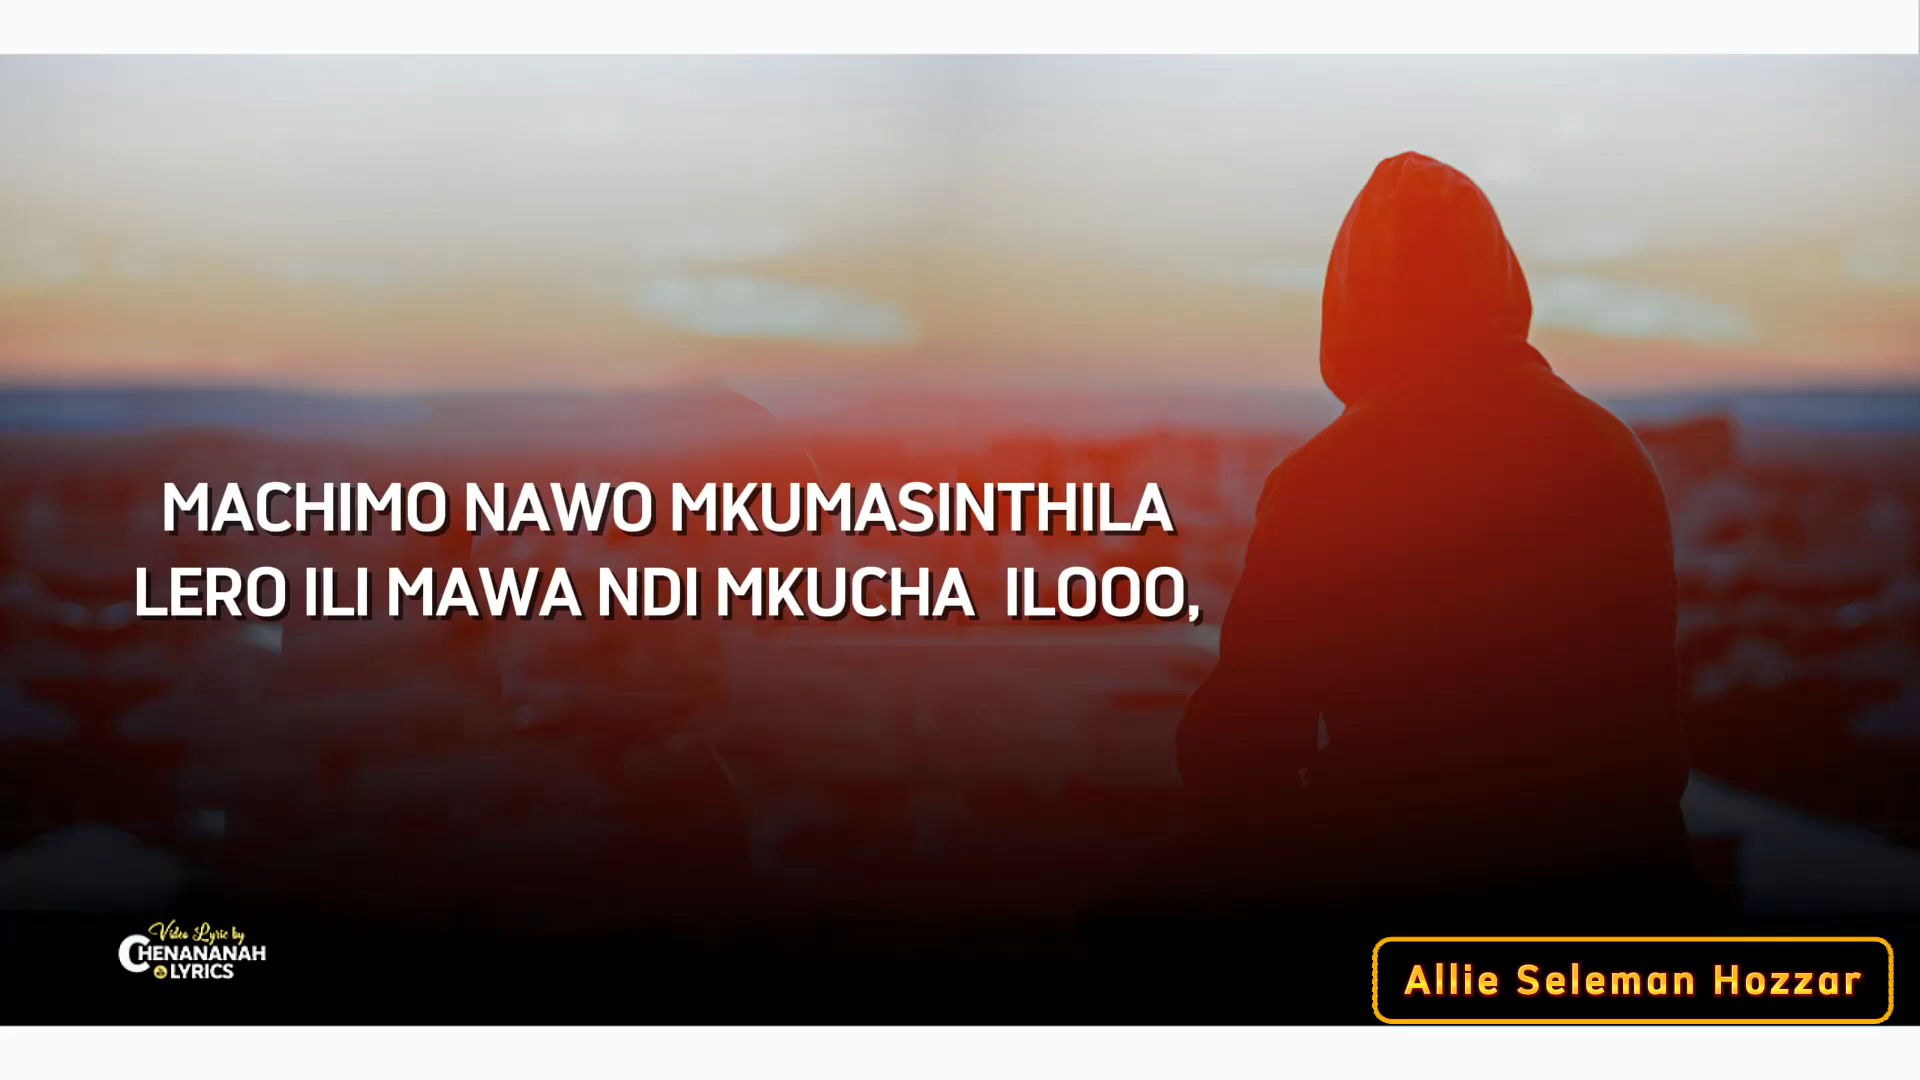 MACHIMO NAWO MKUMASINTHILA
LERO ILI MAWA NDI MKUCHA ILOOO,
Video Lyric by
CHENANANAH
LYRICS
Allie Seleman Hozzar